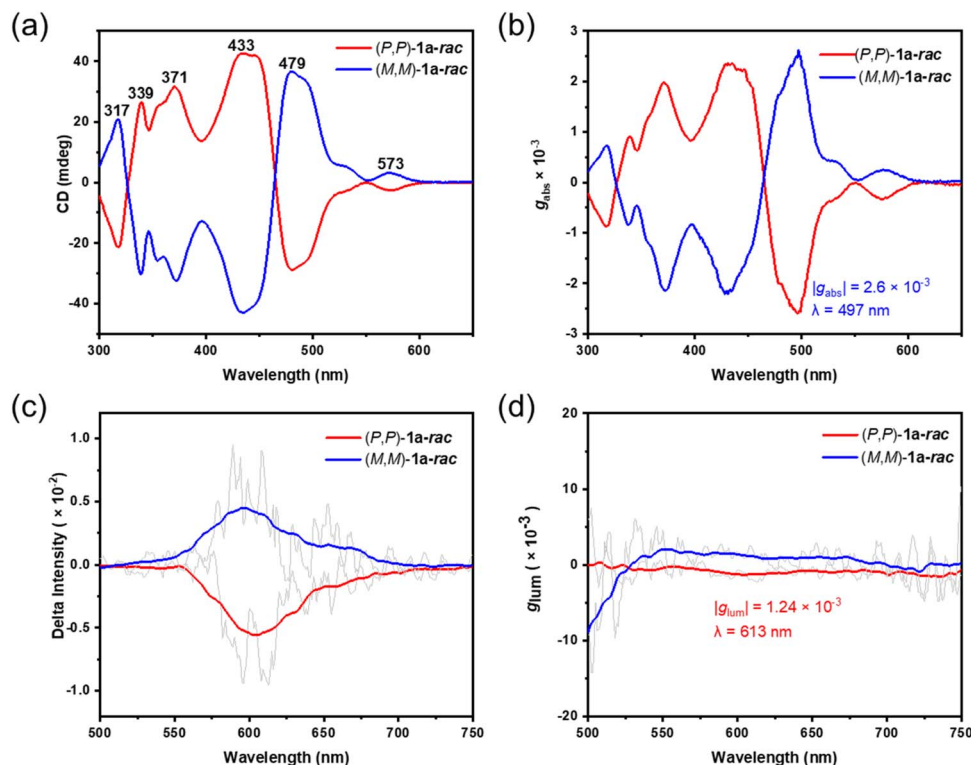 (a)
CD (mdeg)
40
20
0
-20
-40
317
339
371
433
479
573
(P,P)-1a-rac
(M,M)-1a-rac
300
400
500
600
Wavelength (nm)
(b)
gabs × 10-3
3
2
1
0
-1
-2
-3
(P,P)-1a-rac
(M,M)-1a-rac
|gabs| = 2.6 × 10-3
λ = 497 nm
300
400
500
600
Wavelength (nm)
(c)
Delta Intensity ( × 10-2)
1.0
0.5
0.0
-0.5
-1.0
(P,P)-1a-rac
(M,M)-1a-rac
500
550
600
650
700
750
Wavelength (nm)
(d)
glum ( × 10-3)
20
10
0
-10
-20
(P,P)-1a-rac
(M,M)-1a-rac
|glum| = 1.24 × 10-3
λ = 613 nm
500
550
600
650
700
750
Wavelength (nm)